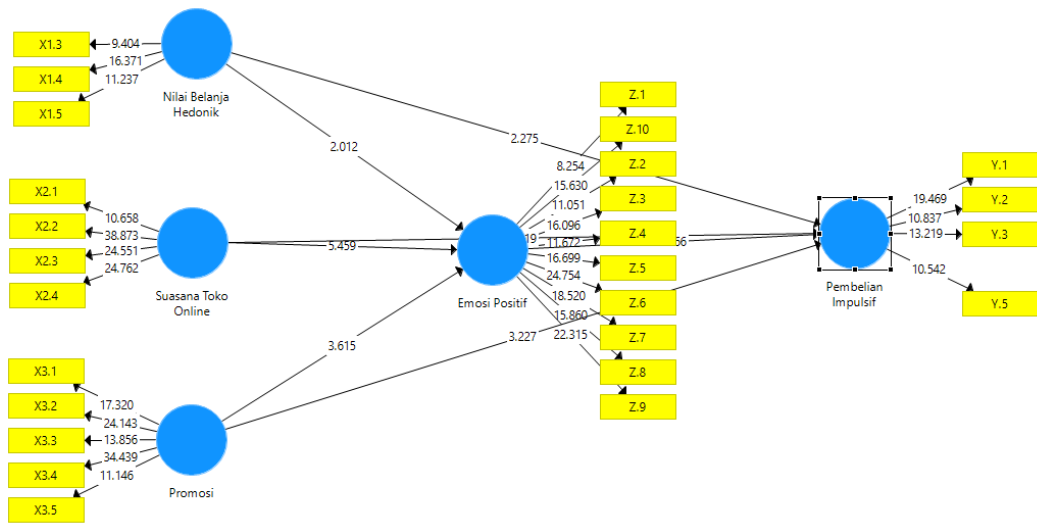 X1.3
X1.4
X1.5
9.404
16.371
11.237
Nilai Belanja
Hedonik
2.012
2.275
X2.1
X2.2
X2.3
X2.4
10.658
38.873
24.551
24.762
Suasana Toko
Online
5.459
X3.1
X3.2
X3.3
X3.4
X3.5
17.320
24.143
13.856
34.439
11.146
Promosi
3.615
3.227
Emosi Positif
8.254
15.630
11.051
16.096
11.672
16.699
24.754
18.520
15.860
22.315
Z.1
Z.10
Z.2
Z.3
Z.4
Z.5
Z.6
Z.7
Z.8
Z.9
Pembelian
Impulsif
19.469
10.837
13.219
10.542
Y.1
Y.2
Y.3
Y.5